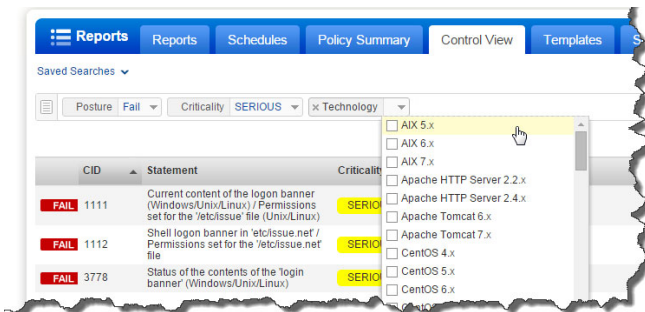 Reports
Reports Schedules Policy Summary Control View Templates S
Saved Searches
Posture Fail Criticality SERIOUS × Technology
AIX 5.x
AIX 6.x
AIX 7.x
Apache HTTP Server 2.2.x
Apache HTTP Server 2.4.x
Apache Tomcat 6.x
Apache Tomcat 7.x
CentOS 4.x
CentOS 5.x
CentOS 6.x
CID Statement Criticality
FAIL 1111 Current content of the logon banner
(Windows/Unix/Linux) / Permissions
set for the '/etc/issue' file (Unix/Linux)
SERIO
FAIL 1112 Shell logon banner in 'etc/issue.net' /
Permissions set for the '/etc/issue.net'
file
SERIO
FAIL 3778 Status of the contents of the 'login
banner' (Windows/Unix/Linux)
SERIO